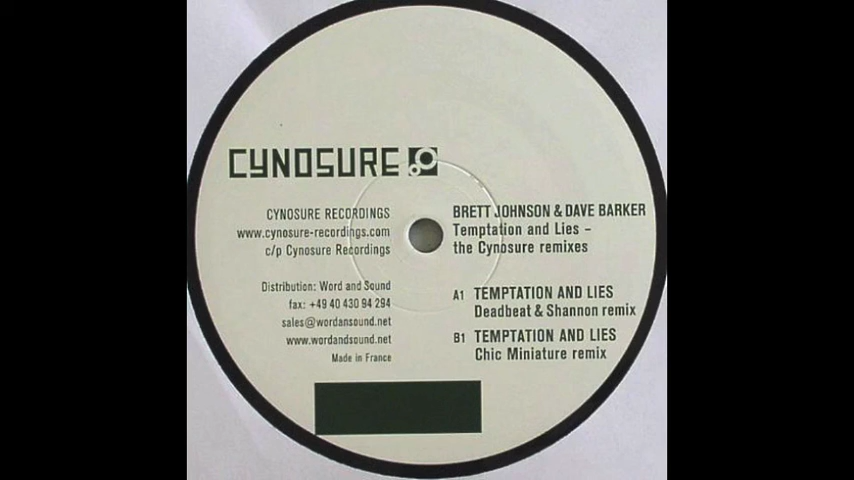 CYNOSURE
CYNOSURE RECORDINGS
www.cynosure-recordings.com
c/p Cynosure Recordings
Distribution: Word and Sound
fax: +49 40 430 94 294
sales@wordansound.net
www.wordandsound.net
Made in France
BRETT JOHNSON & DAVE BARKER
Temptation and Lies –
the Cynosure remixes
A1 TEMPTATION AND LIES
Deadbeat & Shannon remix
B1 TEMPTATION AND LIES
Chic Miniature remix